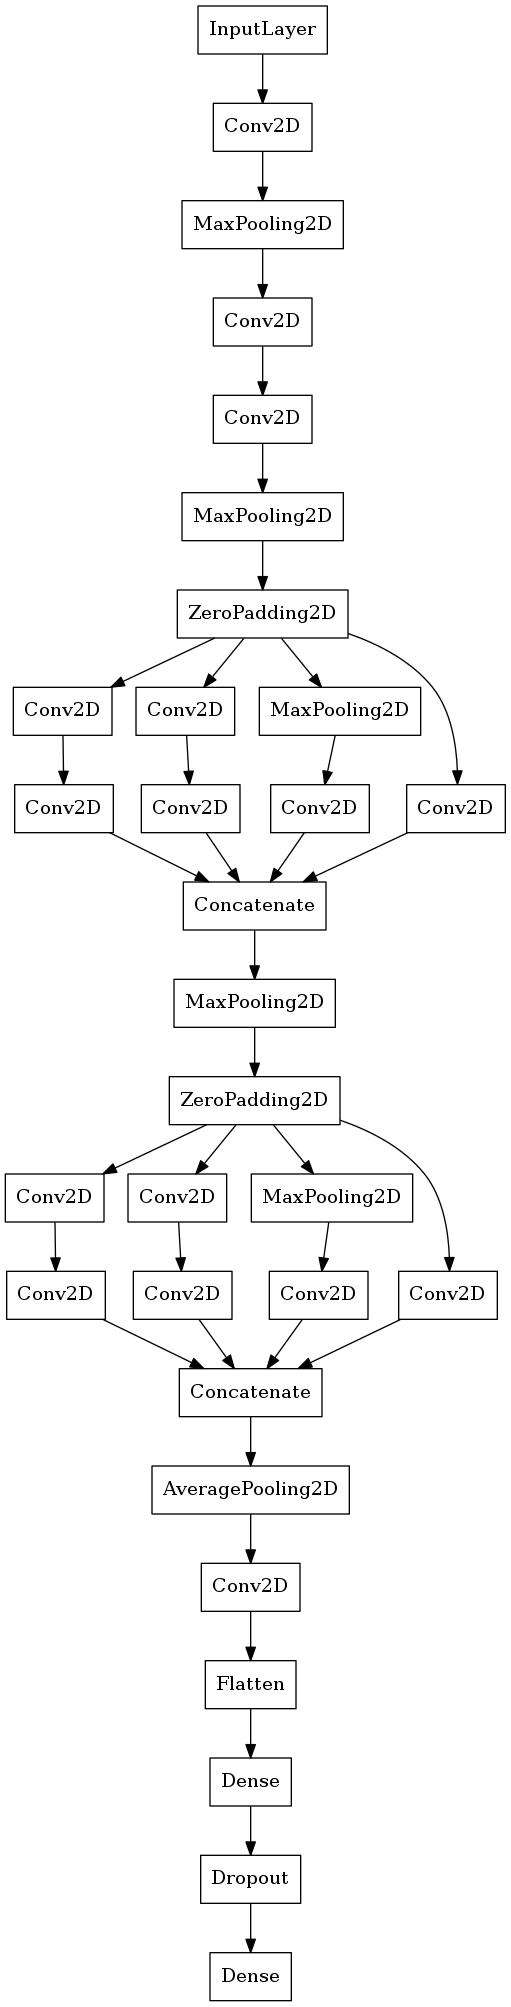 InputLayer
Conv2D
MaxPooling2D
Conv2D
Conv2D
MaxPooling2D
ZeroPadding2D
Conv2D Conv2D MaxPooling2D
Conv2D Conv2D Conv2D Conv2D
Concatenate
MaxPooling2D
ZeroPadding2D
Conv2D Conv2D MaxPooling2D
Conv2D Conv2D Conv2D Conv2D
Concatenate
AveragePooling2D
Conv2D
Flatten
Dense
Dropout
Dense